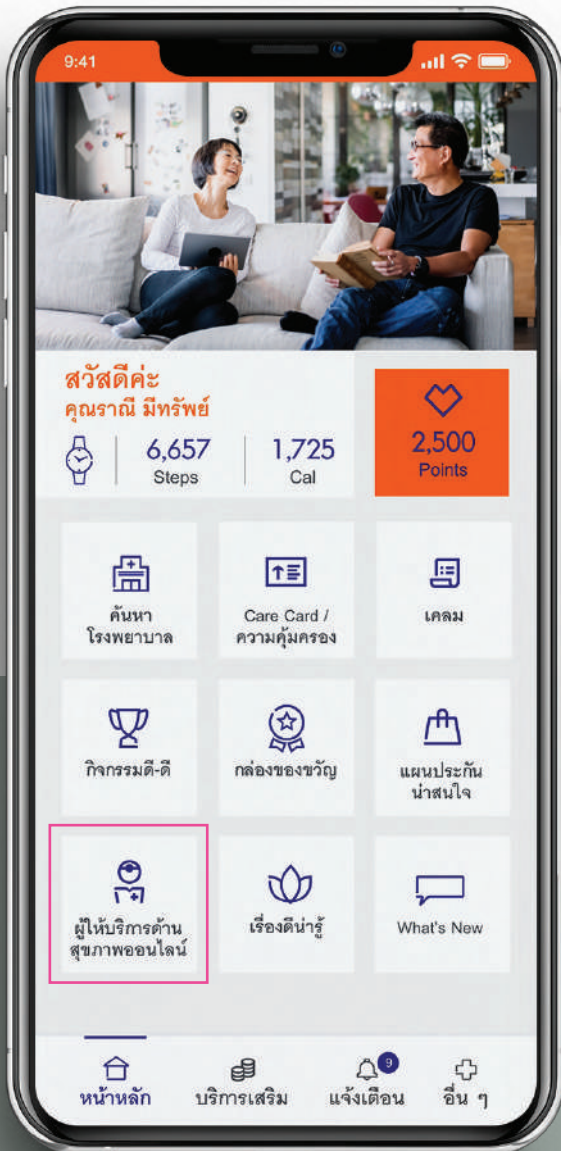 9:41
สวัสดีค่ะ
คุณราณี มีทรัพย์
6,657
Steps
1,725
Cal
2,500
Points
ค้นหา
โรงพยาบาล
Care Card /
ความคุ้มครอง
เคลม
กิจกรรมดี-ดี
กล่องของขวัญ
แผนประกัน
น่าสนใจ
ผู้ให้บริการด้าน
สุขภาพออนไลน์
เรื่องดีน่ารู้
What's New
หน้าหลัก
บริการเสริม
9
แจ้งเตือน
อื่น ๆ